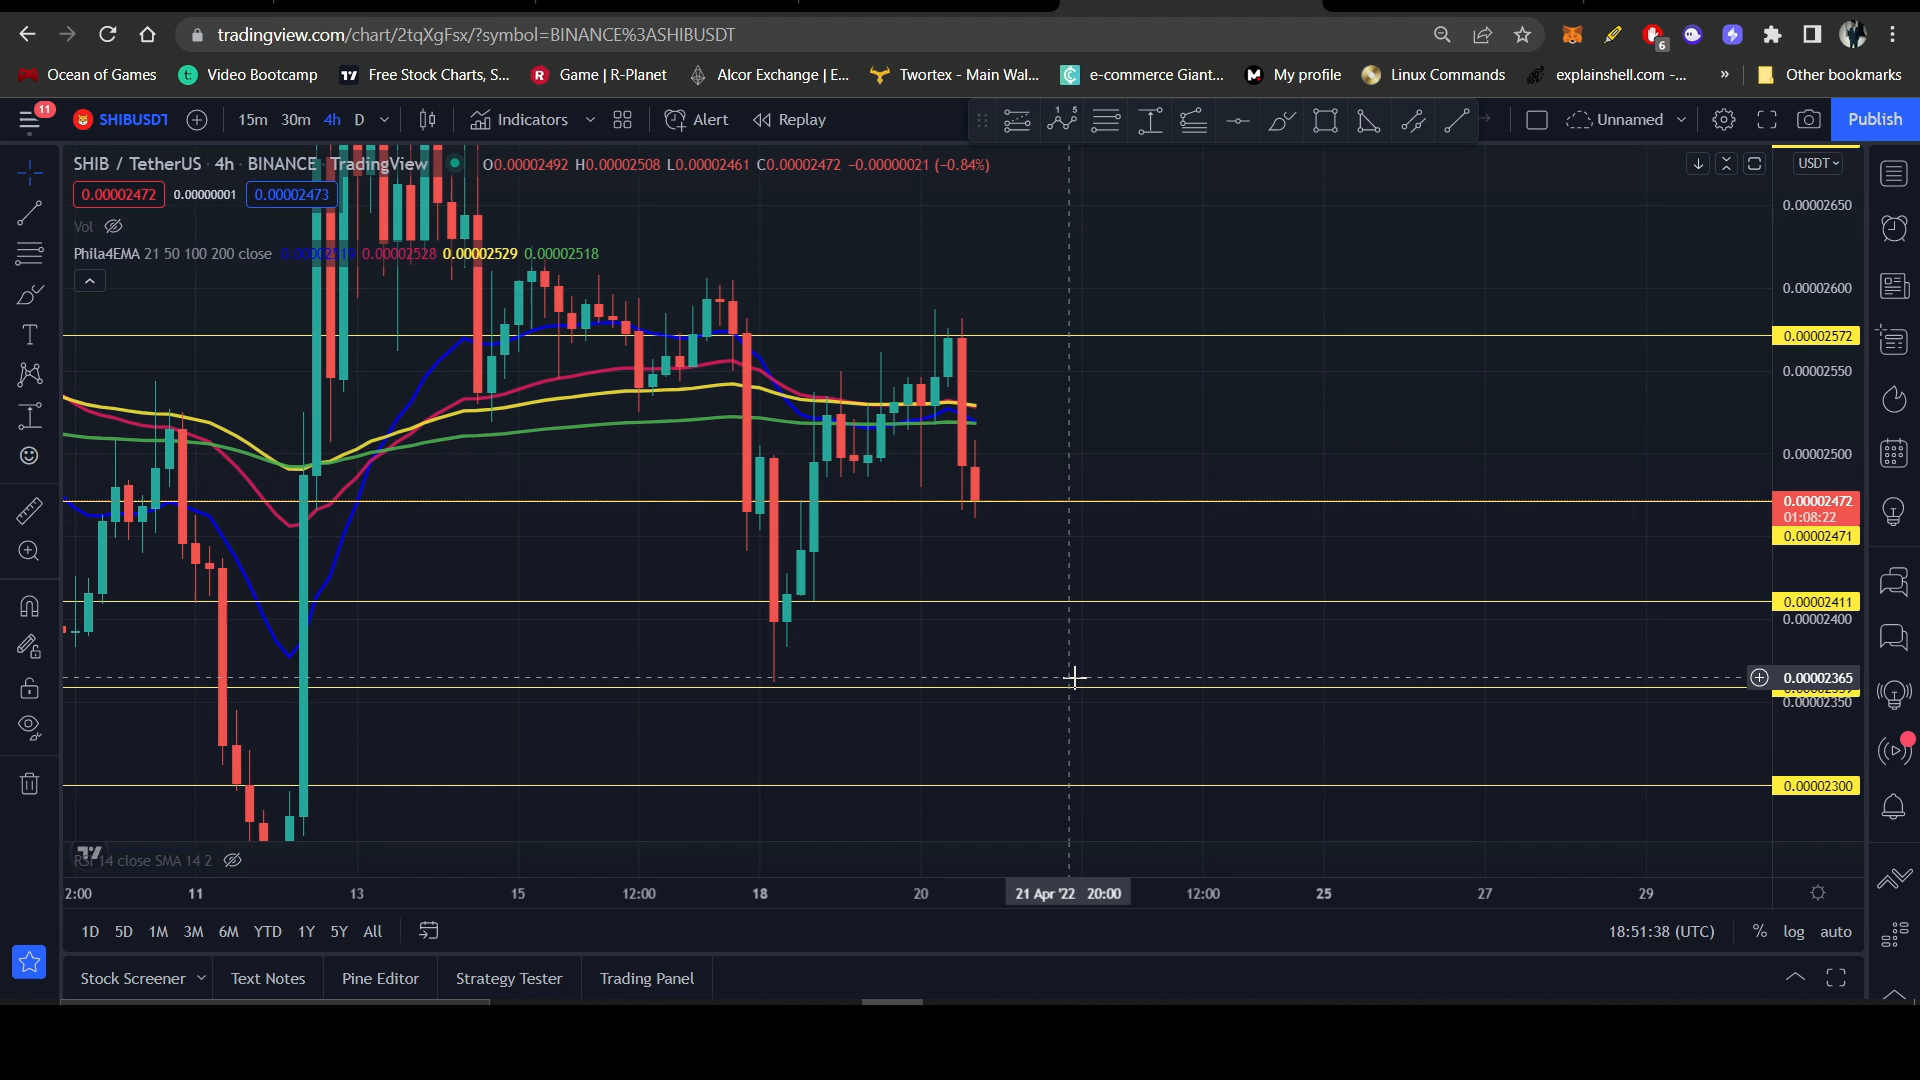 tradingview.com/chart/2tqXgFsx/?symbol=BINANCE%3ASHIBUSDT
6
Ocean of Games Video Bootcamp Free Stock Charts, S... Game | R-Planet Alcor Exchange | E... Twortex - Main Wal... e-commerce Giant... My profile Linux Commands explainshell.com -... » Other bookmarks
11
SHIBUSDT 15m 30m 4h D Indicators Alert Replay Unnamed Publish
SHIB / TetherUS · 4h · BINANCE TradingView O0.00002492 H0.00002508 L0.00002461 C0.00002472 −0.00000021 (−0.84%) USDT
0.00002472 0.00000001 0.00002473
Vol
Phila4EMA 21 50 100 200 close 0.00002528 0.00002529 0.00002518
0.00002650
0.00002600
0.00002572
0.00002550
0.00002500
0.00002472
01:08:22
0.00002471
0.00002411
0.00002400
0.00002365
0.00002350
0.00002300
RSI 14 close SMA 14 2
2:00 11 13 15 12:00 18 20 21 Apr '22 20:00 12:00 25 27 29
1D 5D 1M 3M 6M YTD 1Y 5Y All 18:51:38 (UTC) % log auto
Stock Screener Text Notes Pine Editor Strategy Tester Trading Panel